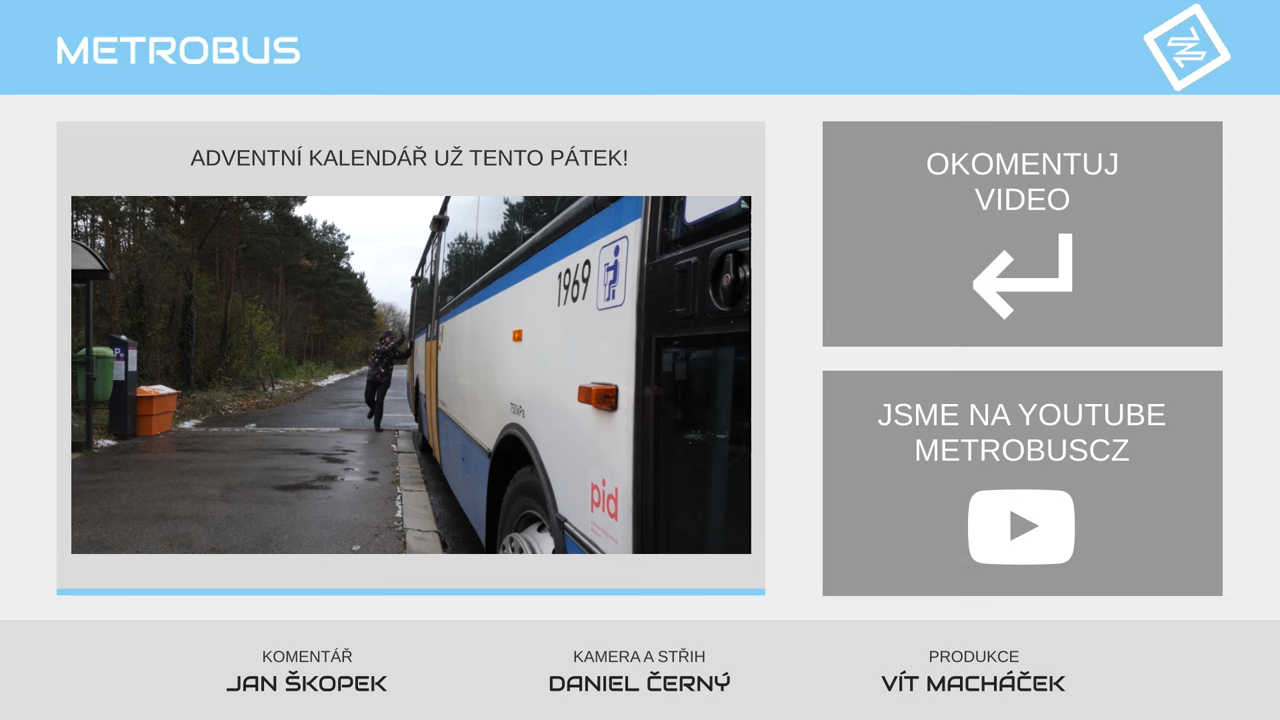 METROBUS
ADVENTNÍ KALENDÁŘ UŽ TENTO PÁTEK!
1969
P
750kPa
pid
OKOMENTUJ
VIDEO
JSME NA YOUTUBE
METROBUSCZ
KOMENTÁŘ
JAN ŠKOPEK
KAMERA A STŘIH
DANIEL ČERNÝ
PRODUKCE
VÍT MACHÁČEK